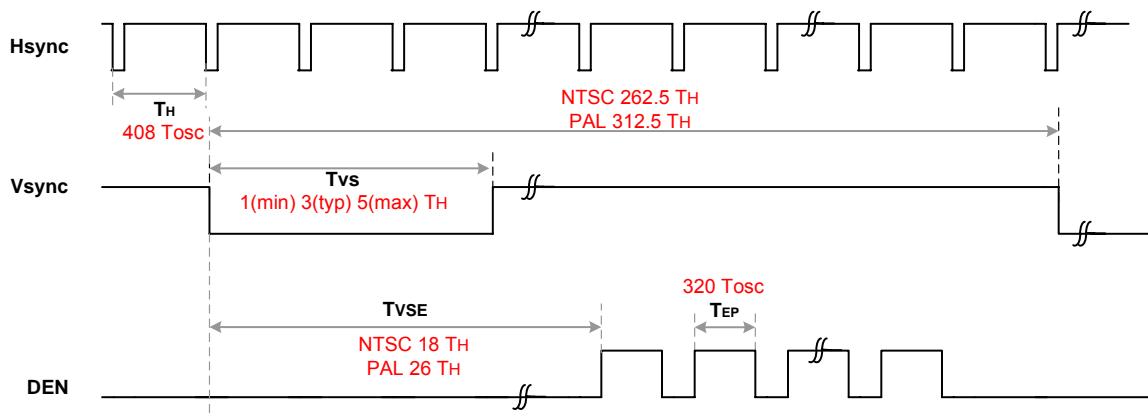 Hsync
TH
408 Tosc
NTSC 262.5 TH
PAL 312.5 TH
Vsync
Tvs
1(min) 3(typ) 5(max) TH
TVSE
NTSC 18 TH
PAL 26 TH
320 Tosc
TEP
DEN